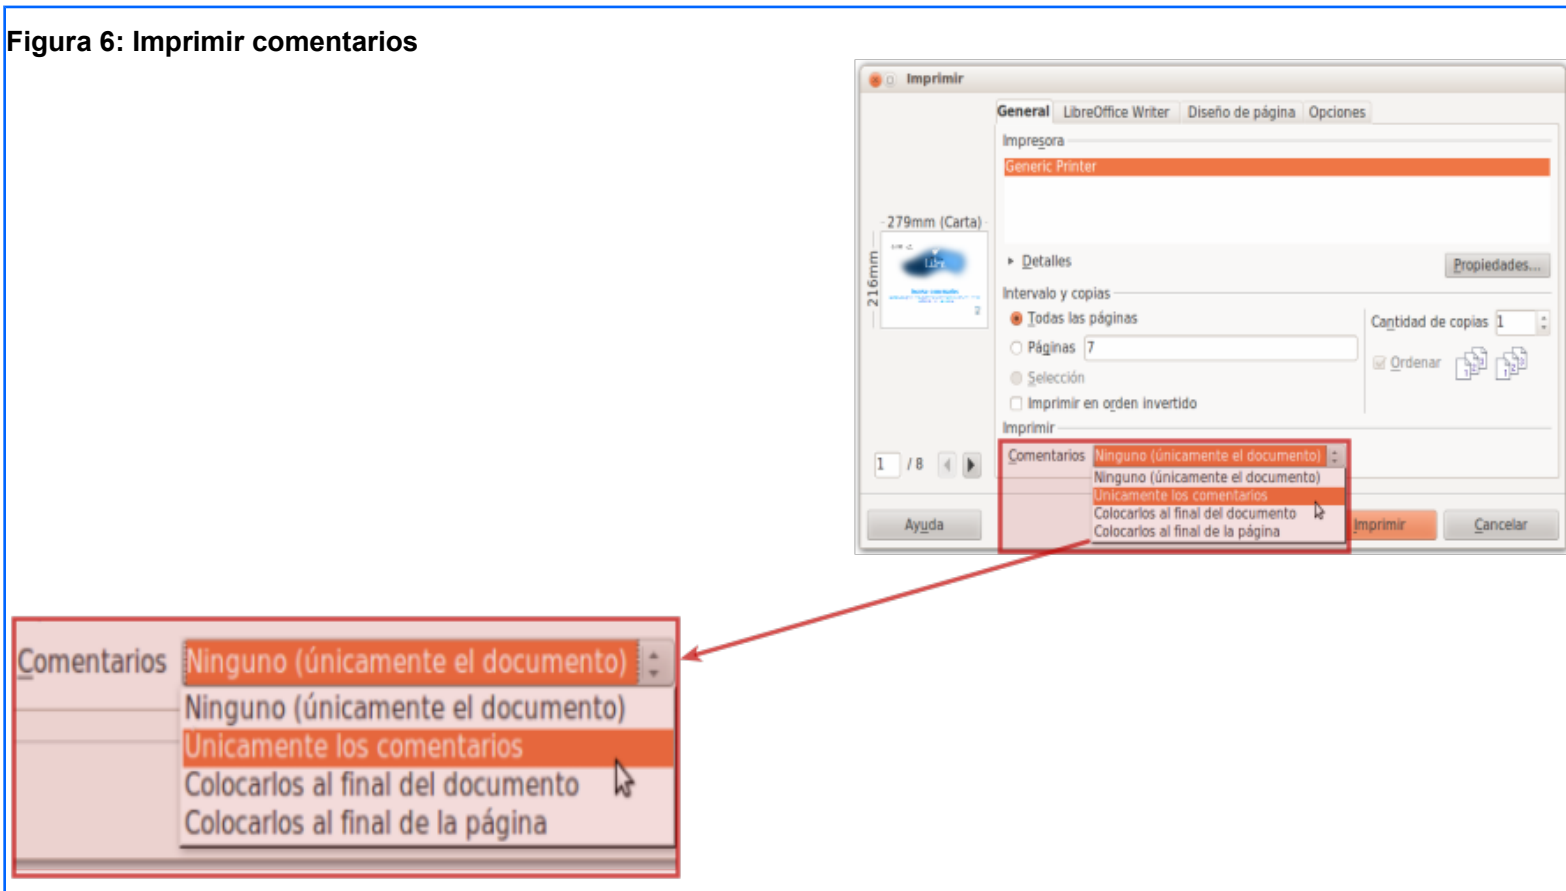 Figura 6: Imprimir comentarios
Imprimir
General LibreOffice Writer Diseño de página Opciones
Impresora
Generic Printer
279mm (Carta)
216mm
Detalles
Propiedades...
Intervalo y copias
Todas las páginas
Cantidad de copias 1
Páginas 7
Ordenar
Selección
Imprimir en orden invertido
Imprimir
Comentarios Ninguno (únicamente el documento)
1 / 8
Ninguno (únicamente el documento)
Únicamente los comentarios
Colocarlos al final del documento
Colocarlos al final de la página
Ayuda
Imprimir
Cancelar
Comentarios Ninguno (únicamente el documento)
Ninguno (únicamente el documento)
Únicamente los comentarios
Colocarlos al final del documento
Colocarlos al final de la página